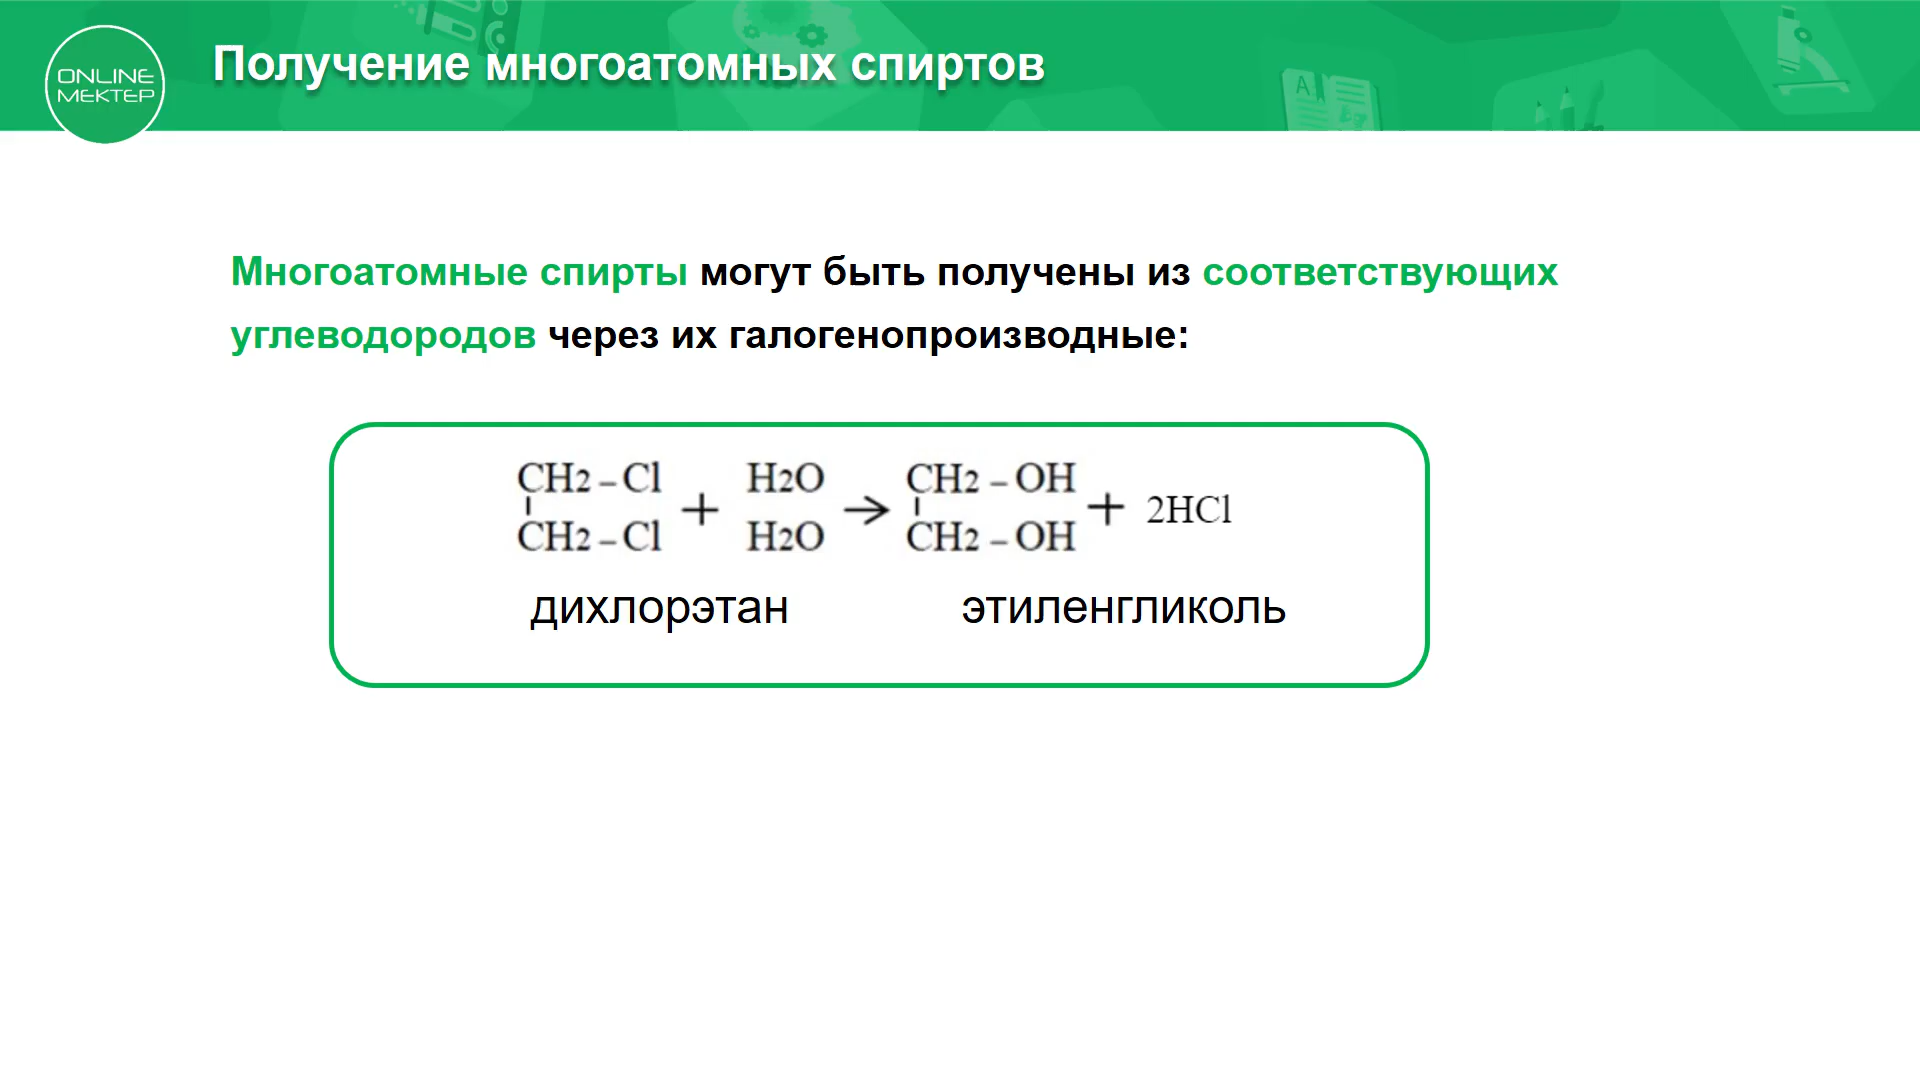 ONLINE
MEKTEP
Получение многоатомных спиртов
Многоатомные спирты могут быть получены из соответствующих
углеводородов через их галогенопроизводные:
CH2 – Cl H2O CH2 – OH
+ → + 2HCl
CH2 – Cl H2O CH2 – OH
дихлорэтан этиленгликоль